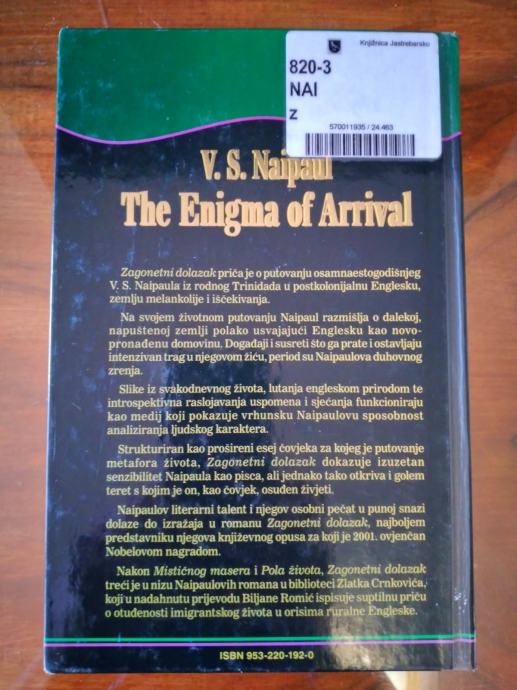 Knjižnica Jastrebarsko
820-3
NAI
Z
570011935 / 24.463
V. S. Naipaul
The Enigma of Arrival
Zagonetni dolazak priča je o putovanju osamnaestogodišnjeg
V. S. Naipaula iz rodnog Trinidada u postkolonijalnu Englesku,
zemlju melankolije i iščekivanja.
Na svojem životnom putovanju Naipaul razmišlja o dalekoj,
napuštenoj zemlji polako usvajajući Englesku kao novo-
pronađenu domovinu. Događaji i susreti što ga prate i ostavljaju
intenzivan trag u njegovom žiću, period su Naipaulova duhovnog
zrenja.
Slike iz svakodnevnog života, lutanja engleskom prirodom te
introspektivna raslojavanja uspomena i sjećanja funkcioniraju
kao medij koji pokazuje vrhunsku Naipaulovu sposobnost
analiziranja ljudskog karaktera.
Strukturiran kao prošireni esej čovjeka za kojeg je putovanje
metafora života, Zagonetni dolazak dokazuje izuzetan
senzibilitet Naipaula kao pisca, ali jednako tako otkriva i golem
teret s kojim je on, kao čovjek, osuđen živjeti.
Naipaulov literarni talent i njegov osobni pečat u punoj snazi
dolaze do izražaja u romanu Zagonetni dolazak, najboljem
predstavniku njegova književnog opusa za koji je 2001. ovjenčan
Nobelovom nagradom.
Nakon Mističnog masera i Pola života, Zagonetni dolazak
treći je u nizu Naipaulovih romana u biblioteci Zlatka Crnkovića,
koji u nadahnutu prijevodu Biljane Romić ispisuje suptilnu priču
o otuđenosti imigrantskog života u orisima ruralne Engleske.
ISBN 953-220-192-0